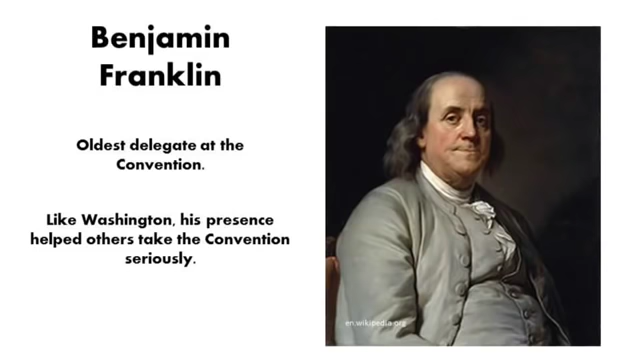 Benjamin
Franklin
Oldest delegate at the
Convention.
Like Washington, his presence
helped others take the Convention
seriously.
en.wikipedia.org